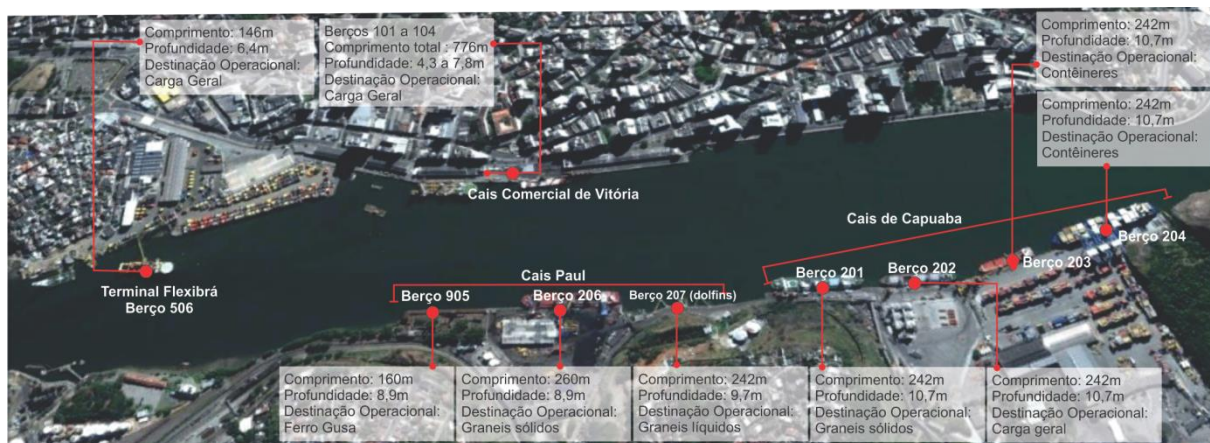 Comprimento: 146m
Profundidade: 6,4m
Destinação Operacional:
Carga Geral
Berços 101 a 104
Comprimento total : 776m
Profundidade: 4,3 a 7,8m
Destinação Operacional:
Carga Geral
Comprimento: 242m
Profundidade: 10,7m
Destinação Operacional:
Contêineres
Comprimento: 242m
Profundidade: 10,7m
Destinação Operacional:
Contêineres
Cais Comercial de Vitória
Cais de Capuaba
Berço 204
Berço 203
Berço 201
Berço 202
Cais Paul
Terminal Flexibrá
Berço 506
Berço 905
Berço 206
Berço 207 (dolfins)
Comprimento: 160m
Profundidade: 8,9m
Destinação Operacional:
Ferro Gusa
Comprimento: 260m
Profundidade: 8,9m
Destinação Operacional:
Graneis sólidos
Comprimento: 242m
Profundidade: 9,7m
Destinação Operacional:
Graneis líquidos
Comprimento: 242m
Profundidade: 10,7m
Destinação Operacional:
Graneis sólidos
Comprimento: 242m
Profundidade: 10,7m
Destinação Operacional:
Carga geral